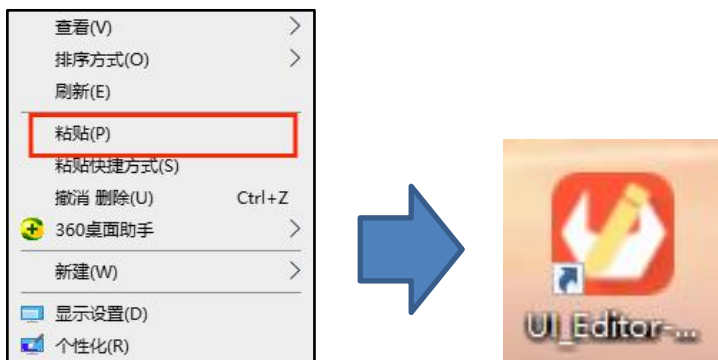 查看(V)
排序方式(O)
刷新(E)
粘贴(P)
粘贴快捷方式(S)
撤消 删除(U) Ctrl+Z
360桌面助手
新建(W)
显示设置(D)
个性化(R)
UI_Editor-...